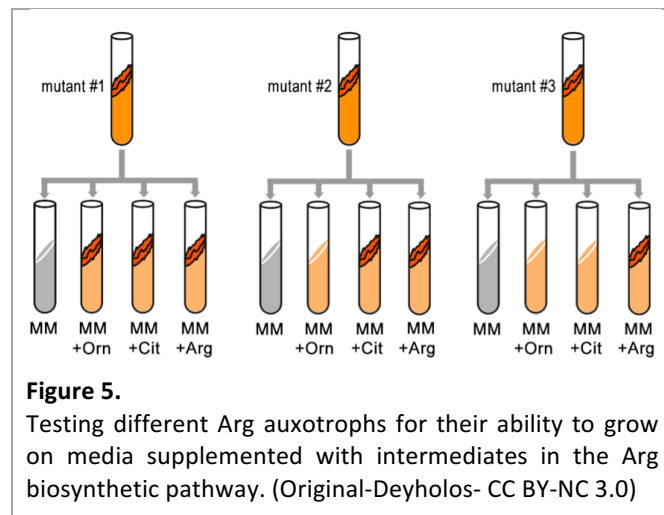 mutant #1
mutant #2
mutant #3
MM
MM
+Orn
MM
+Cit
MM
+Arg
MM
MM
+Orn
MM
+Cit
MM
+Arg
MM
MM
+Orn
MM
+Cit
MM
+Arg
Figure 5.
Testing different Arg auxotrophs for their ability to grow
on media supplemented with intermediates in the Arg
biosynthetic pathway. (Original-Deyholos- CC BY-NC 3.0)